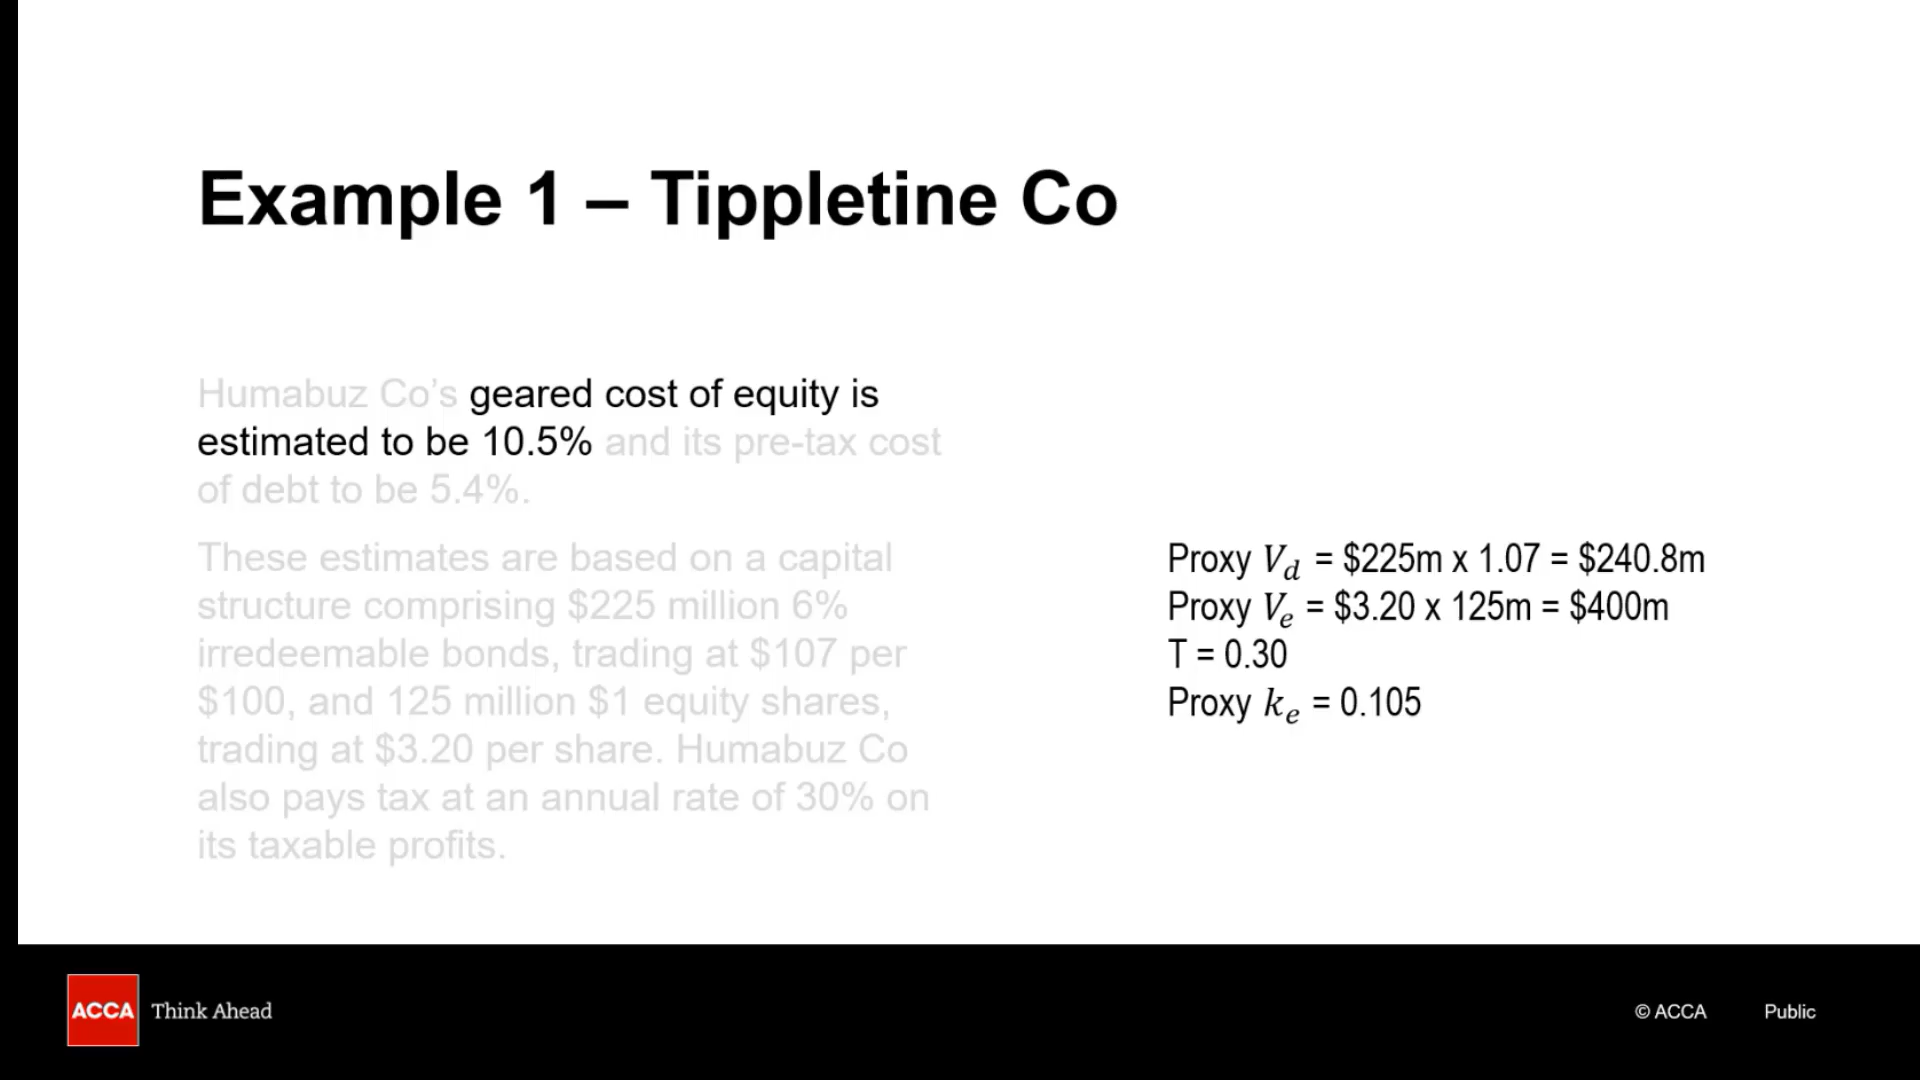 Example 1 – Tippletine Co
Humabuz Co’s geared cost of equity is
estimated to be 10.5% and its pre-tax cost
of debt to be 5.4%.
These estimates are based on a capital
structure comprising $225 million 6%
irredeemable bonds, trading at $107 per
$100, and 125 million $1 equity shares,
trading at $3.20 per share. Humabuz Co
also pays tax at an annual rate of 30% on
its taxable profits.
Proxy V_d = $225m x 1.07 = $240.8m
Proxy V_e = $3.20 x 125m = $400m
T = 0.30
Proxy k_e = 0.105
ACCA Think Ahead
© ACCA Public